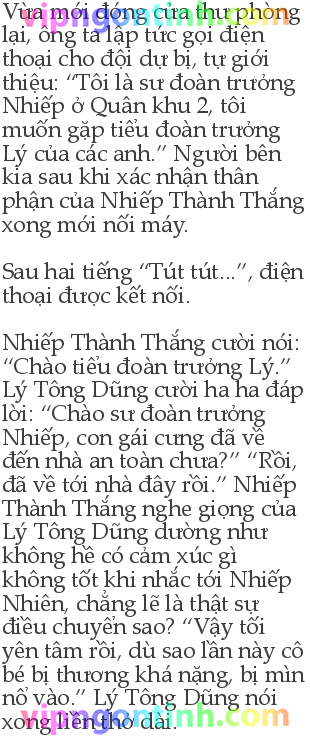 Vừa mới đóng cửa thư phòng
vipngontinh.com
lại, ông ta lập tức gọi điện
thoại cho đội dự bị, tự giới
thiệu: “Tôi là sư đoàn trưởng
Nhiếp ở Quân khu 2, tôi
muốn gặp tiểu đoàn trưởng
Lý của các anh.” Người bên
kia sau khi xác nhận thân
phận của Nhiếp Thành Thắng
xong mới nối máy.
Sau hai tiếng “Tút tút...”, điện
thoại được kết nối.
Nhiếp Thành Thắng cười nói:
“Chào tiểu đoàn trưởng Lý.”
Lý Tông Dũng cười ha ha đáp
lời: “Chào sư đoàn trưởng
Nhiếp, con gái cưng đã về
đến nhà an toàn chưa?” “Rồi,
đã về tới nhà đây rồi.” Nhiếp
Thành Thắng nghe giọng của
Lý Tông Dũng dường như
không hề có cảm xúc gì
không tốt khi nhắc tới Nhiếp
Nhiên, chẳng lẽ là thật sự
điều chuyển sao? “Vậy tối
yên tâm rồi, dù sao lần này cô
bé bị thương khá nặng, bị mìn
nổ vào.” Lý Tông Dũng nói
xong liền thở dài.
vipngontinh.com